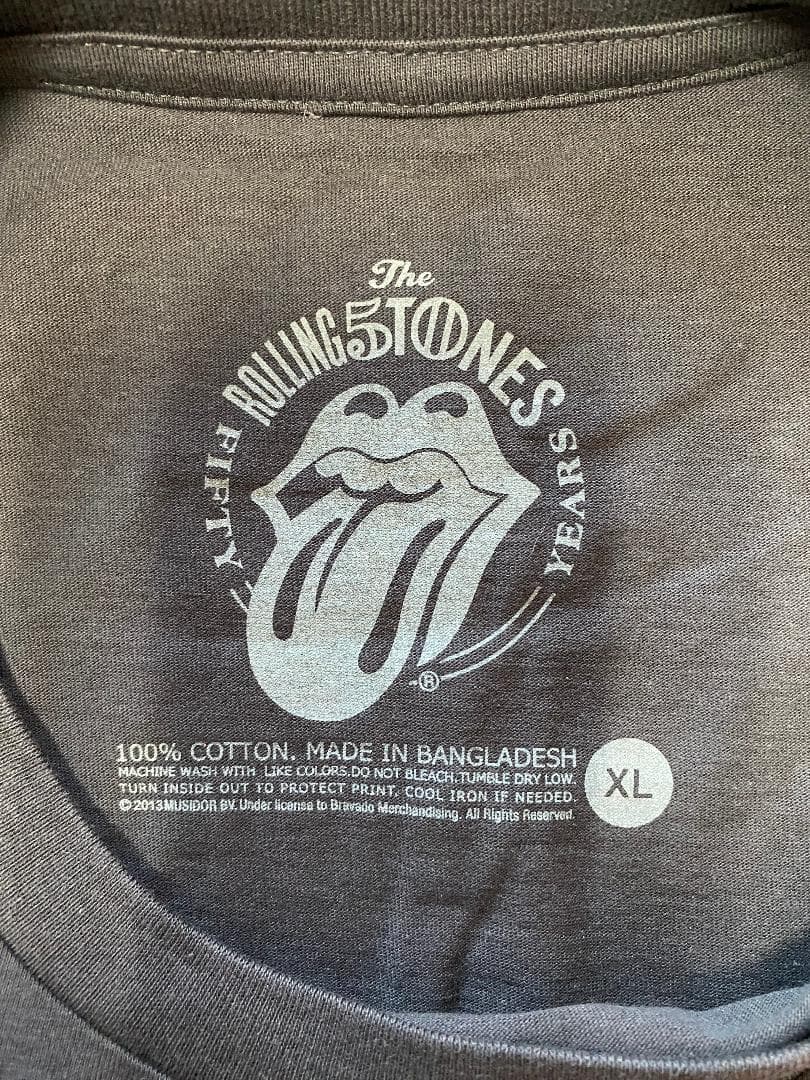 The
ROLLING 5TONES
FIFTY YEARS
®
100% COTTON. MADE IN BANGLADESH
MACHINE WASH WITH LIKE COLORS.DO NOT BLEACH.TUMBLE DRY LOW.
TURN INSIDE OUT TO PROTECT PRINT. COOL IRON IF NEEDED.
©2013MUSIDOR BV. Under license to Bravado Merchandising. All Rights Reserved.
XL